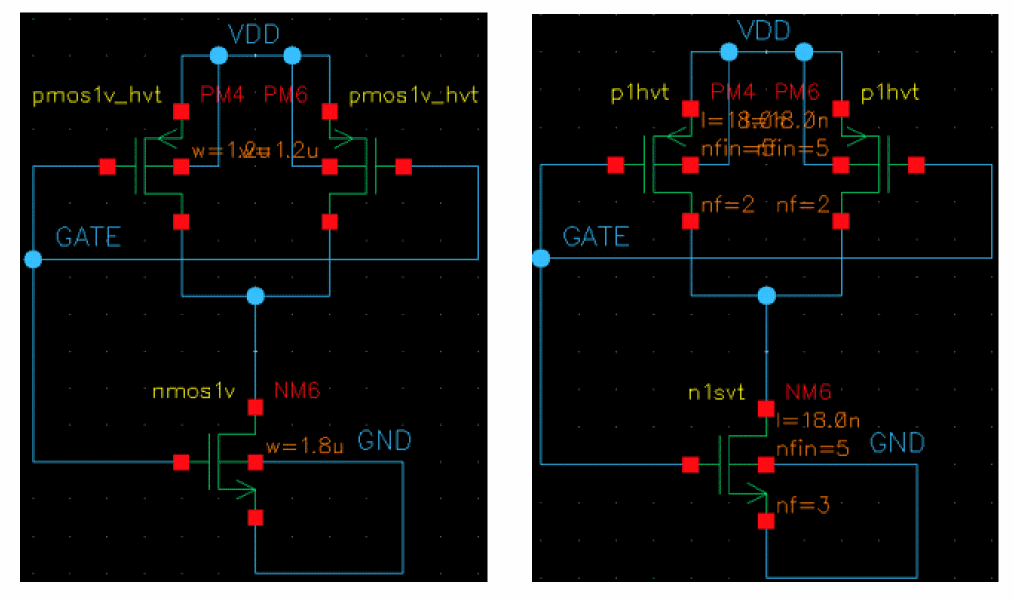 VDD
pmos1v_hvt PM4 PM6 pmos1v_hvt
w=1.2u w=1.2u
GATE
nmos1v NM6
w=1.8u GND
VDD
p1hvt PM4 PM6 p1hvt
l=18.0n l=18.0n
nfin=5 nfin=5
nf=2 nf=2
GATE
n1svt NM6
l=18.0n
nfin=5 GND
nf=3